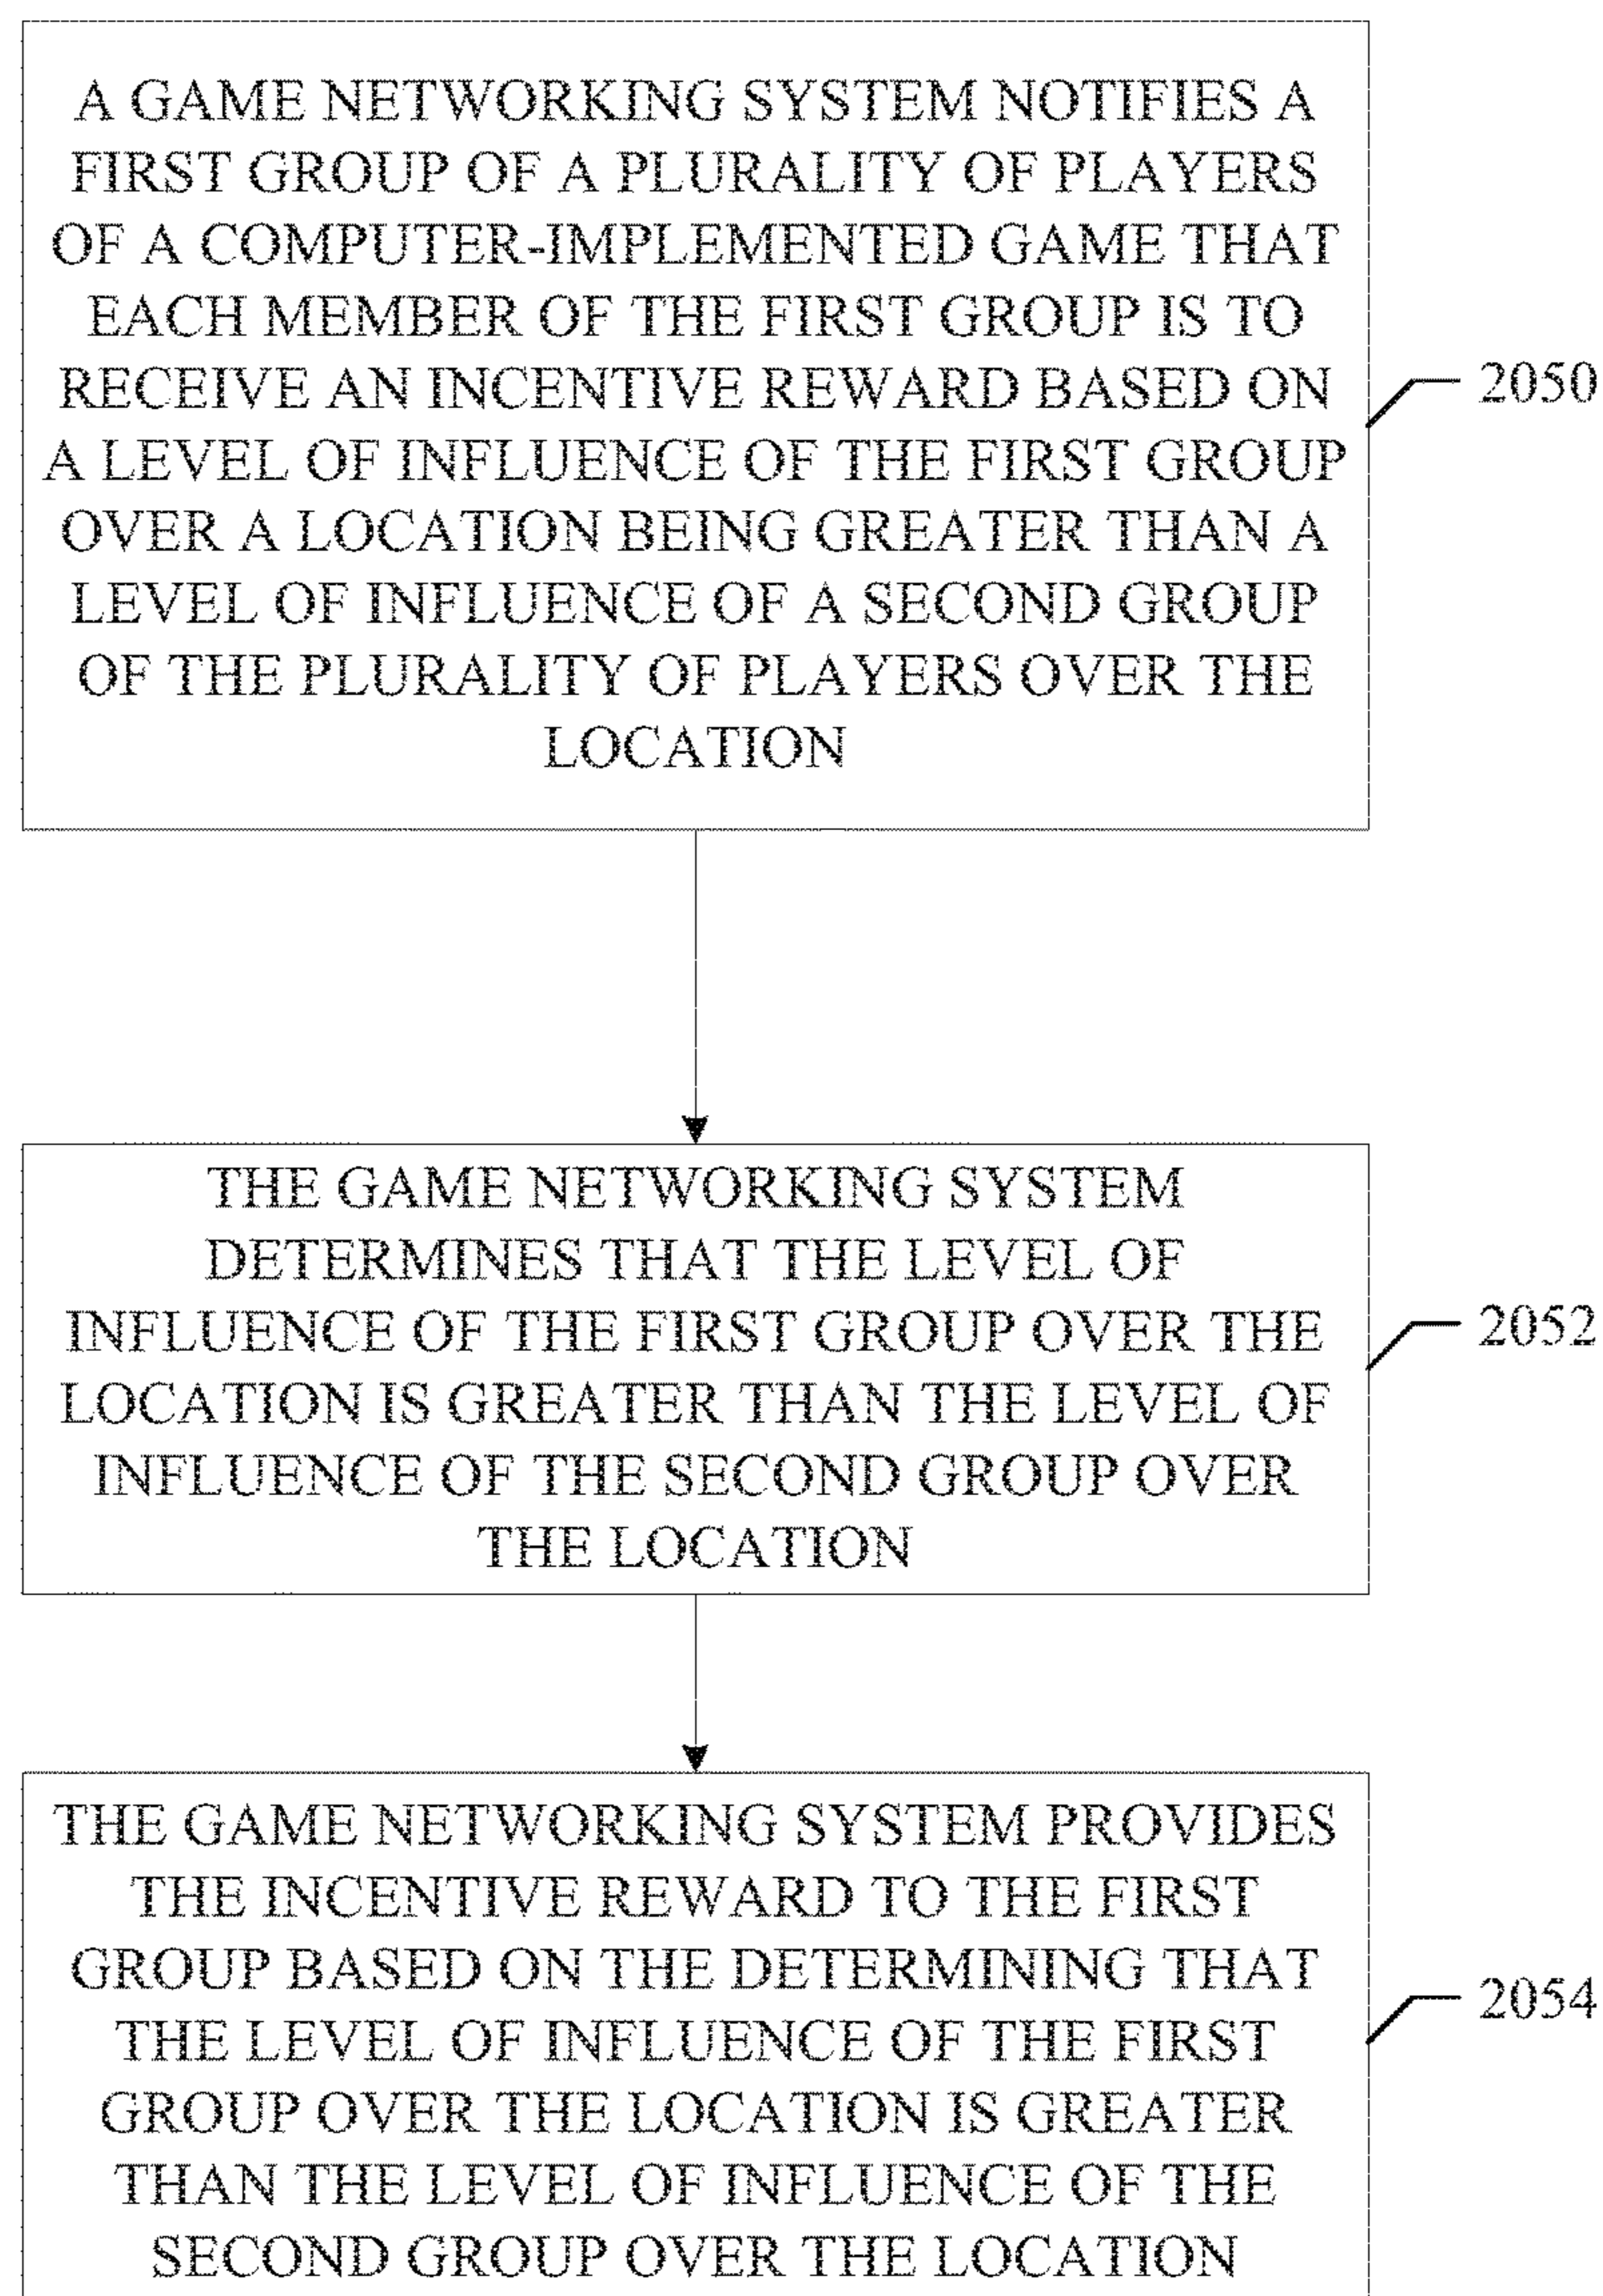 A GAME NETWORKING SYSTEM NOTIFIES A
FIRST GROUP OF A PLURALITY OF PLAYERS
OF A COMPUTER-IMPLEMENTED GAME THAT
EACH MEMBER OF THE FIRST GROUP IS TO
RECEIVE AN INCENTIVE REWARD BASED ON
A LEVEL OF INFLUENCE OF THE FIRST GROUP
OVER A LOCATION BEING GREATER THAN A
LEVEL OF INFLUENCE OF A SECOND GROUP
OF THE PLURALITY OF PLAYERS OVER THE
LOCATION
2050
THE GAME NETWORKING SYSTEM
DETERMINES THAT THE LEVEL OF
INFLUENCE OF THE FIRST GROUP OVER THE
LOCATION IS GREATER THAN THE LEVEL OF
INFLUENCE OF THE SECOND GROUP OVER
THE LOCATION
2052
THE GAME NETWORKING SYSTEM PROVIDES
THE INCENTIVE REWARD TO THE FIRST
GROUP BASED ON THE DETERMINING THAT
THE LEVEL OF INFLUENCE OF THE FIRST
GROUP OVER THE LOCATION IS GREATER
THAN THE LEVEL OF INFLUENCE OF THE
SECOND GROUP OVER THE LOCATION
2054